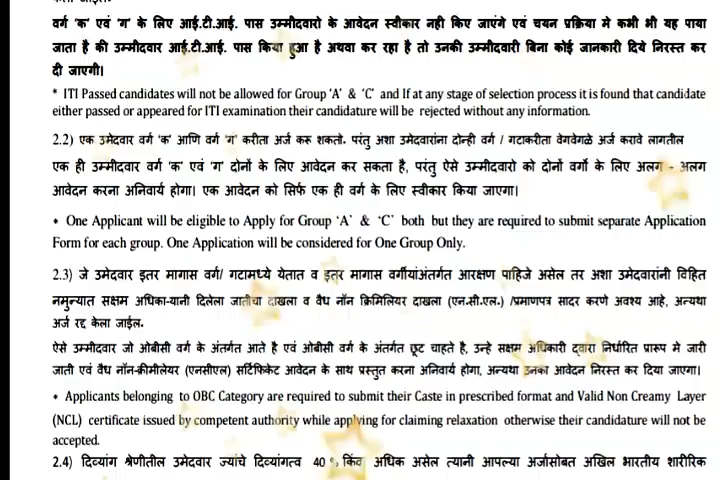 वर्ग 'क' एवं 'ग' के लिए आई.टी.आई. पास उम्मीदवारो के आवेदन स्वीकार नही किए जाएंगे एवं चयन प्रक्रिया मे कभी भी यह पाया
जाता है की उम्मीदवार आई.टी.आई. पास किया हुआ है अथवा कर रहा है तो उनकी उम्मीदवारी बिना कोई जानकारी दिये निरस्त कर
दी जाएगी।
* ITI Passed candidates will not be allowed for Group 'A' & 'C' and If at any stage of selection process it is found that candidate
either passed or appeared for ITI examination their candidature will be rejected without any information.
2.2) एक उमेदवार वर्ग 'क' आणि वर्ग 'ग' करीता अर्ज करू शकतो. परंतु अशा उमेदवारांना दोन्ही वर्ग / गटाकरीता वेगवेगळे अर्ज करावे लागतील
एक ही उम्मीदवार वर्ग 'क' एवं 'ग' दोनों के लिए आवेदन कर सकता है, परंतु ऐसे उम्मीदवारो को दोनों वर्गो के लिए अलग - अलग
आवेदन करना अनिवार्य होगा। एक आवेदन को सिर्फ एक ही वर्ग के लिए स्वीकार किया जाएगा।
* One Applicant will be eligible to Apply for Group 'A' & 'C' both but they are required to submit separate Application
Form for each group. One Application will be considered for One Group Only.
2.3) जे उमेदवार इतर मागास वर्ग/ गटामध्ये येतात व इतर मागास वर्गीयांअंतर्गत आरक्षण पाहिजे असेल तर अशा उमेदवारांनी विहित
नमुन्यात सक्षम अधिका-यानी दिलेला जातीचा दाखला व वैध नॉन क्रिमिलियर दाखला (एन.सी.एल.) /प्रमाणपत्र सादर करणे अवश्य आहे, अन्यथा
अर्ज रद्द केला जाईल.
ऐसे उम्मीदवार जो ओबीसी वर्ग के अंतर्गत आते है एवं ओबीसी वर्ग के अंतर्गत छूट चाहते है, उन्हे सक्षम अधिकारी द्वारा निर्धारित प्रारूप मे जारी
जाती एवं वैध नॉन-क्रीमीलेयर (एनसीएल) सर्टिफिकेट आवेदन के साथ प्रस्तुत करना अनिवार्य होगा, अन्यथा उनका आवेदन निरस्त कर दिया जाएगा।
* Applicants belonging to OBC Category are required to submit their Caste in prescribed format and Valid Non Creamy Layer
(NCL) certificate issued by competent authority while applying for claiming relaxation otherwise their candidature will not be
accepted.
2.4) दिव्यांग श्रेणीतील उमेदवार ज्यांचे दिव्यांगत्व 40 %, किंवा अधिक असेल त्यानी आपल्या अर्जासोबत अखिल भारतीय शारीरिक